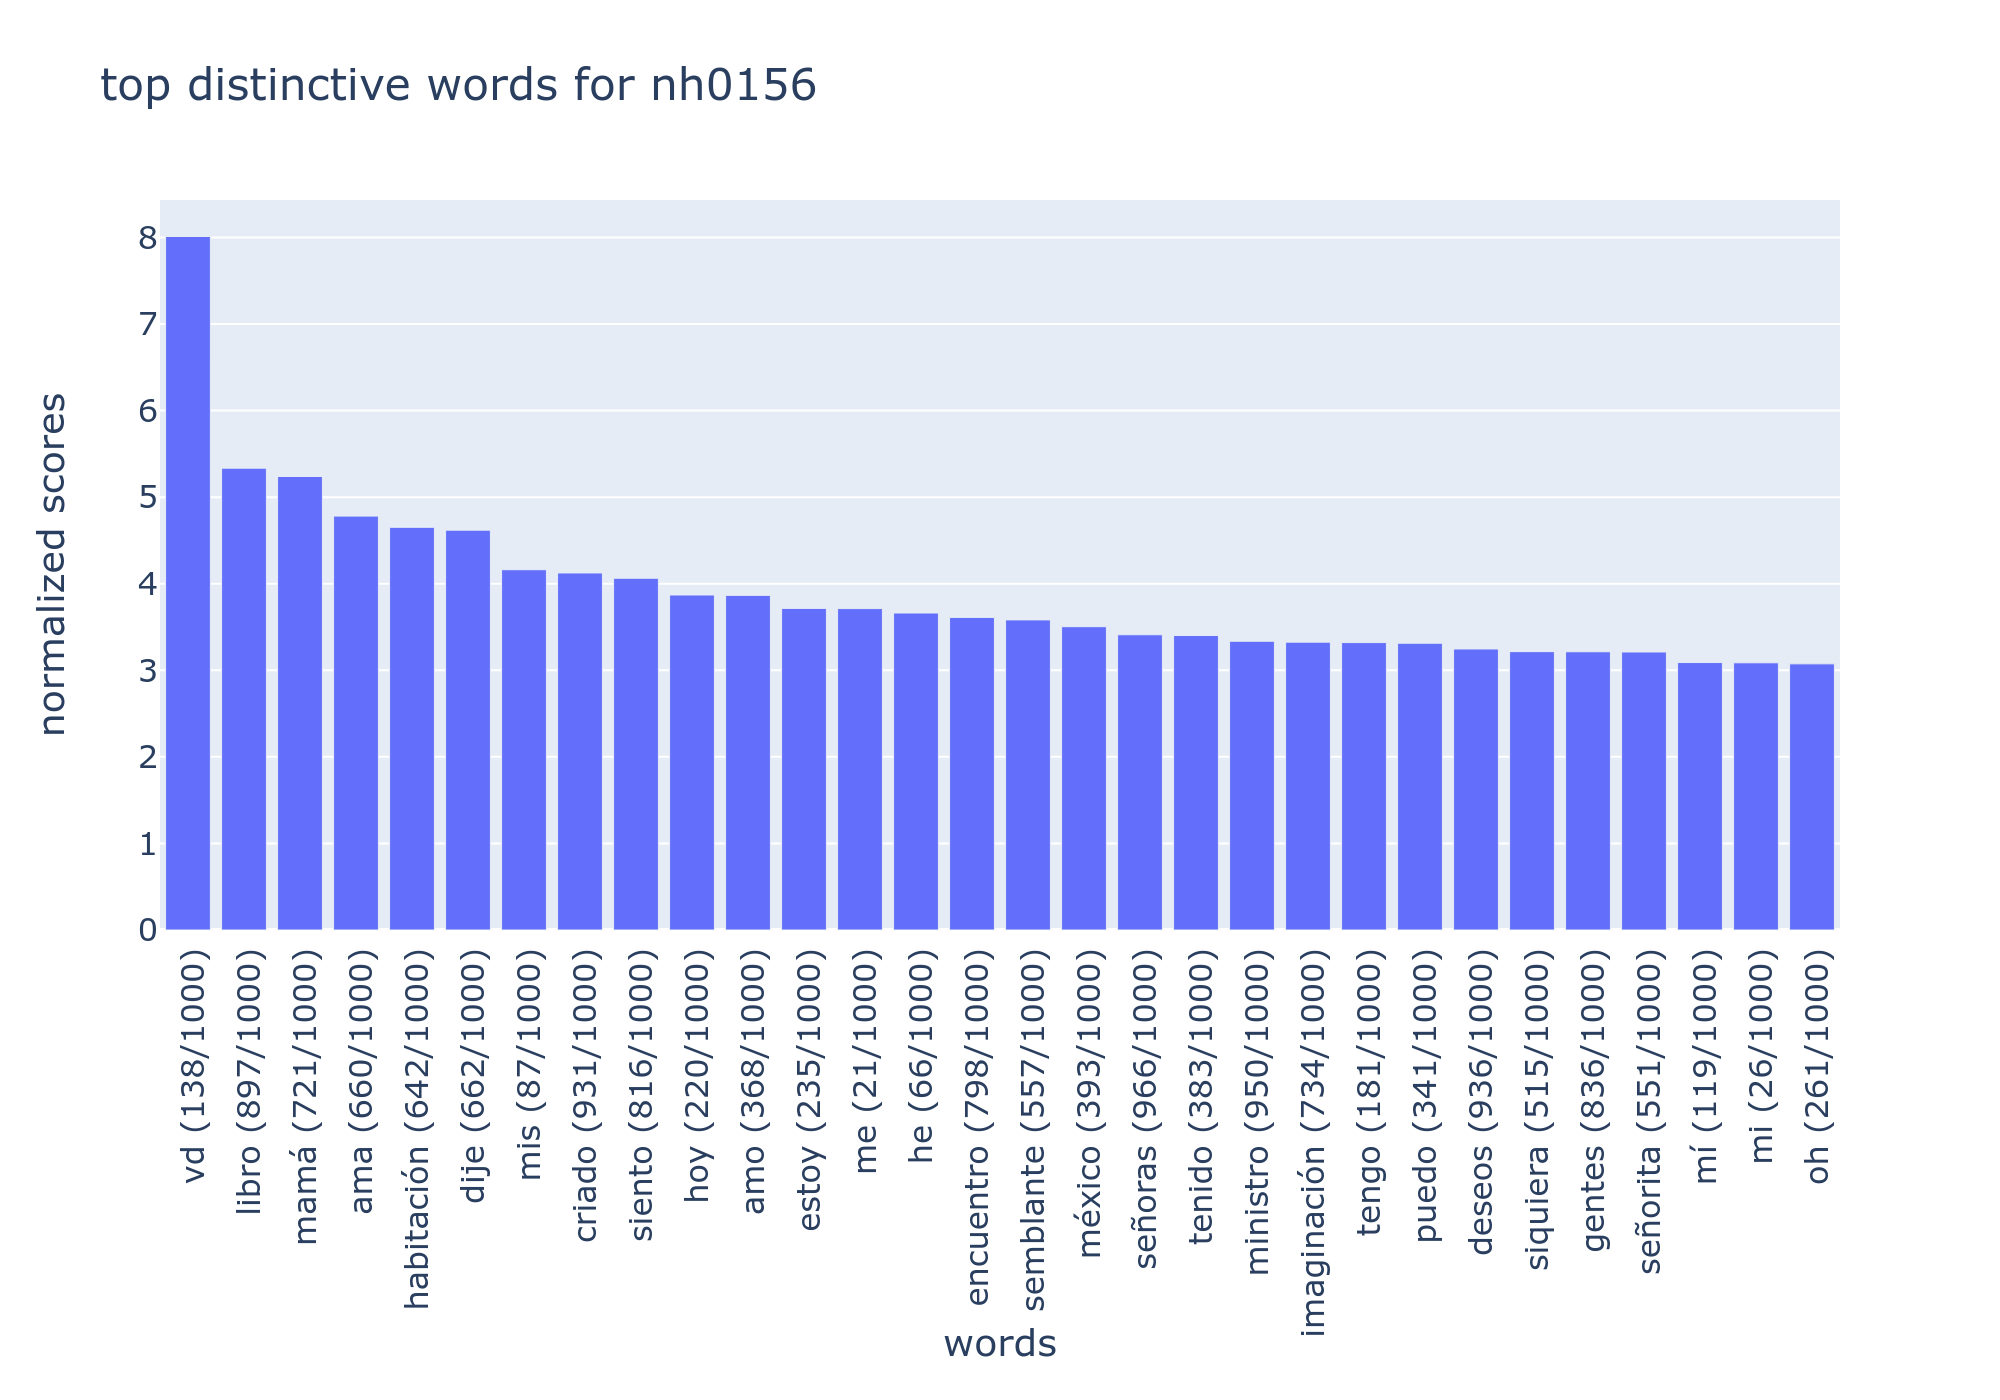 top distinctive words for nh0156
normalized scores
8
7
6
5
4
3
2
1
0
vd (138/1000)
libro (897/1000)
mamá (721/1000)
ama (660/1000)
habitación (642/1000)
dije (662/1000)
mis (87/1000)
criado (931/1000)
siento (816/1000)
hoy (220/1000)
amo (368/1000)
estoy (235/1000)
me (21/1000)
he (66/1000)
encuentro (798/1000)
semblante (557/1000)
méxico (393/1000)
señoras (966/1000)
tenido (383/1000)
ministro (950/1000)
imaginación (734/1000)
tengo (181/1000)
puedo (341/1000)
deseos (936/1000)
siquiera (515/1000)
gentes (836/1000)
señorita (551/1000)
mí (119/1000)
mi (26/1000)
oh (261/1000)
words